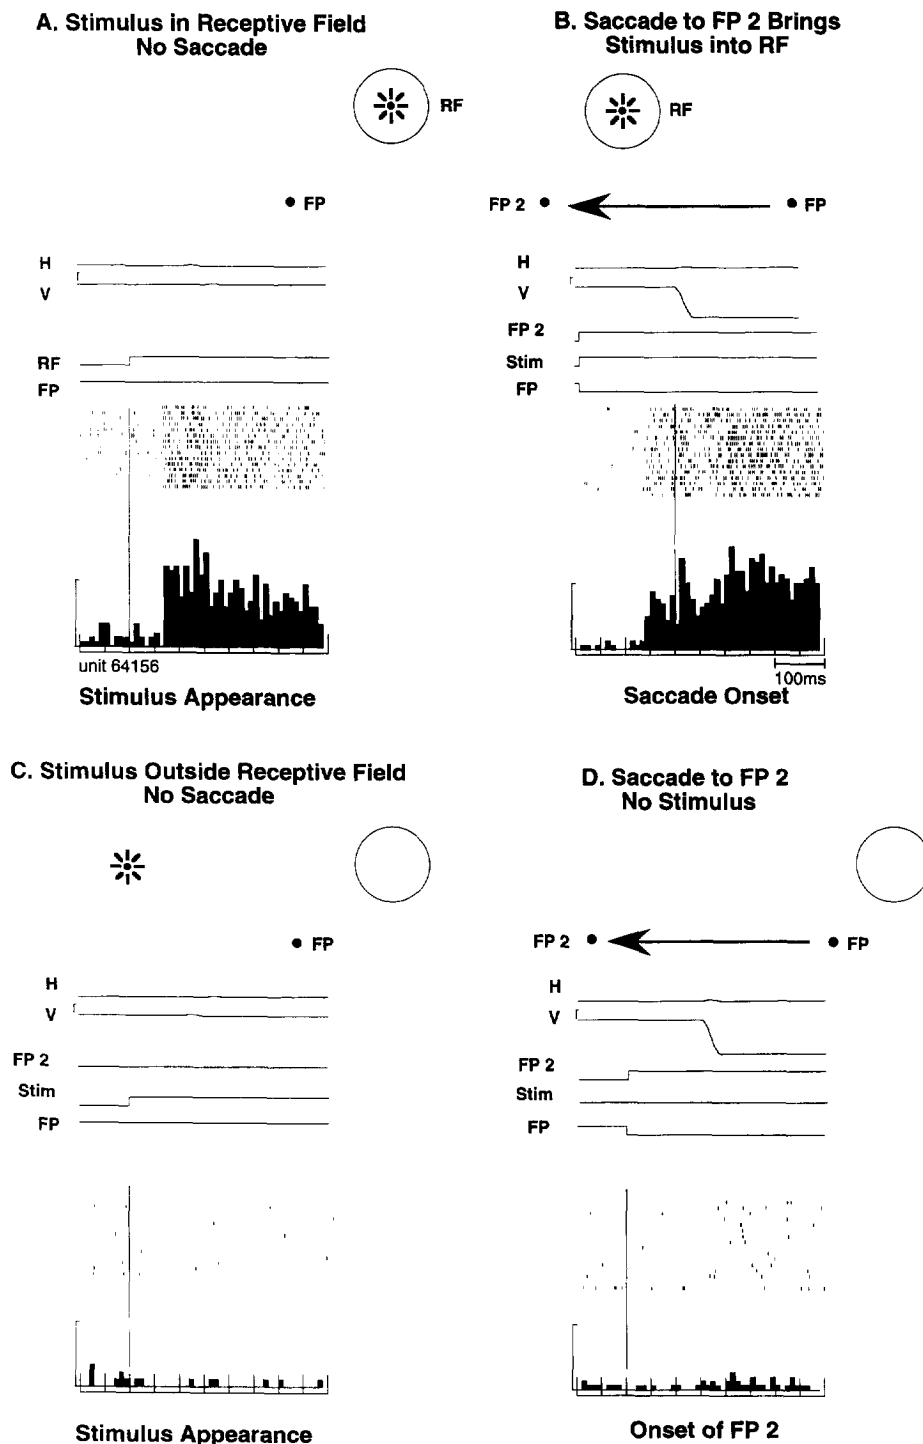 A. Stimulus in Receptive Field
No Saccade
RF
FP
H
V
RF
FP
unit 64156
Stimulus Appearance
B. Saccade to FP 2 Brings
Stimulus into RF
RF
FP 2
FP
H
V
FP 2
Stim
FP
100ms
Saccade Onset
C. Stimulus Outside Receptive Field
No Saccade
FP
H
V
FP 2
Stim
FP
Stimulus Appearance
D. Saccade to FP 2
No Stimulus
FP 2
FP
H
V
FP 2
Stim
FP
Onset of FP 2